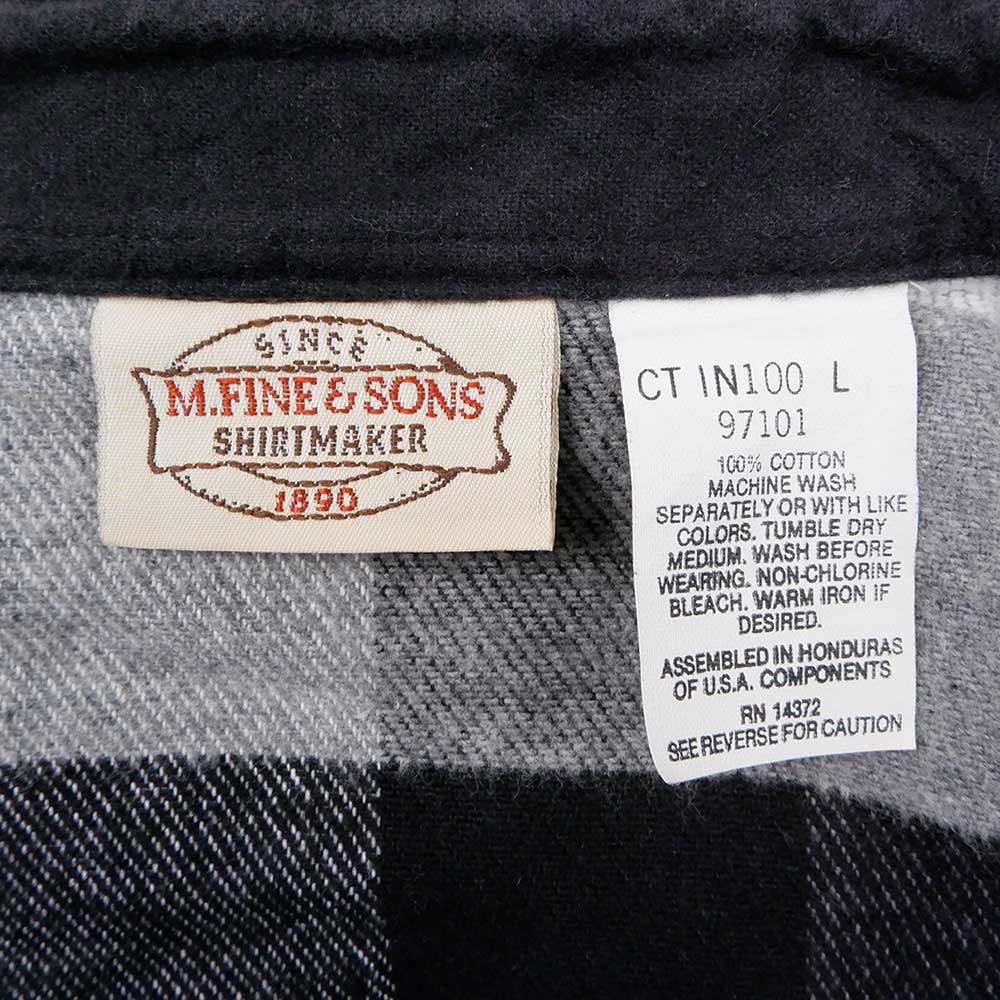 SINCE
M.FINE & SONS
SHIRTMAKER
1890
CT IN100 L
97101
100% COTTON
MACHINE WASH
SEPARATELY OR WITH LIKE
COLORS. TUMBLE DRY
MEDIUM. WASH BEFORE
WEARING. NON-CHLORINE
BLEACH. WARM IRON IF
DESIRED.
ASSEMBLED IN HONDURAS
OF U.S.A. COMPONENTS
RN 14372
SEE REVERSE FOR CAUTION